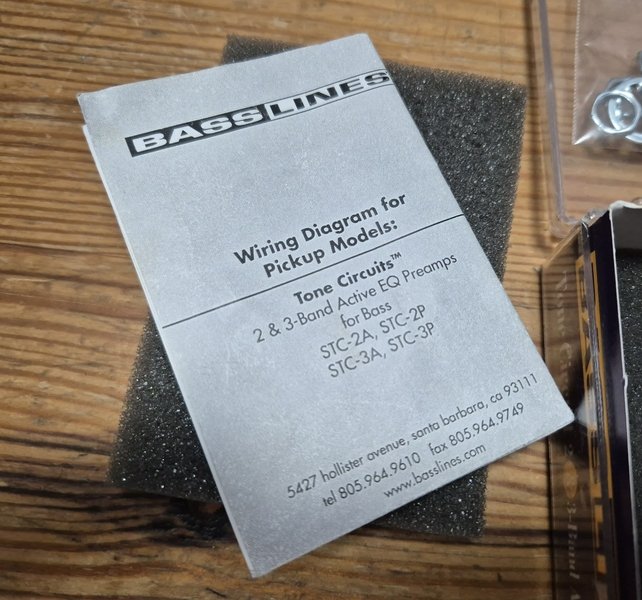 BASSLINES
Wiring Diagram for
Pickup Models:
Tone Circuits™
2 & 3-Band Active EQ Preamps
for Bass
STC-2A, STC-2P
STC-3A, STC-3P
5427 hollister avenue, santa barbara, ca 93111
tel 805.964.9610 fax 805.964.9749
www.basslines.com